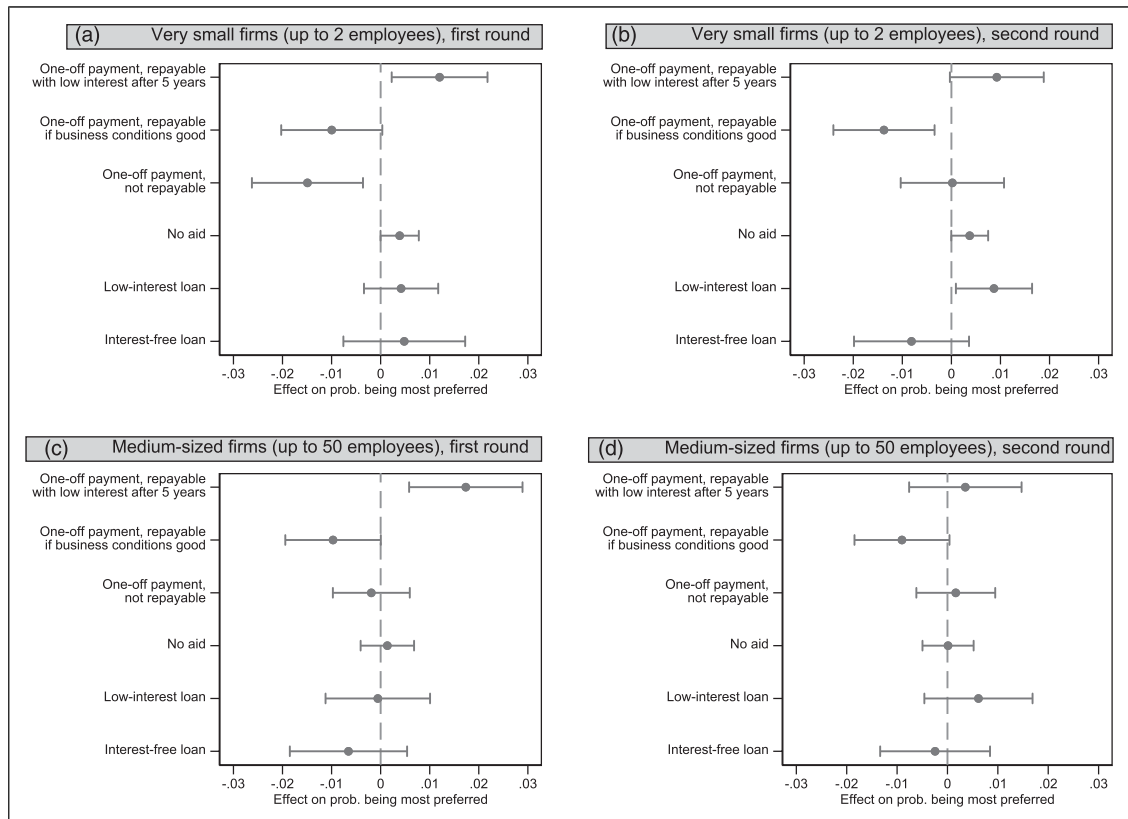 (a) Very small firms (up to 2 employees), first round
One-off payment, repayable
with low interest after 5 years
One-off payment, repayable
if business conditions good
One-off payment,
not repayable
No aid
Low-interest loan
Interest-free loan
-.03 -.02 -.01 0 .01 .02 .03
Effect on prob. being most preferred
(b) Very small firms (up to 2 employees), second round
One-off payment, repayable
with low interest after 5 years
One-off payment, repayable
if business conditions good
One-off payment,
not repayable
No aid
Low-interest loan
Interest-free loan
-.03 -.02 -.01 0 .01 .02 .03
Effect on prob. being most preferred
(c) Medium-sized firms (up to 50 employees), first round
One-off payment, repayable
with low interest after 5 years
One-off payment, repayable
if business conditions good
One-off payment,
not repayable
No aid
Low-interest loan
Interest-free loan
-.03 -.02 -.01 0 .01 .02 .03
Effect on prob. being most preferred
(d) Medium-sized firms (up to 50 employees), second round
One-off payment, repayable
with low interest after 5 years
One-off payment, repayable
if business conditions good
One-off payment,
not repayable
No aid
Low-interest loan
Interest-free loan
-.03 -.02 -.01 0 .01 .02 .03
Effect on prob. being most preferred